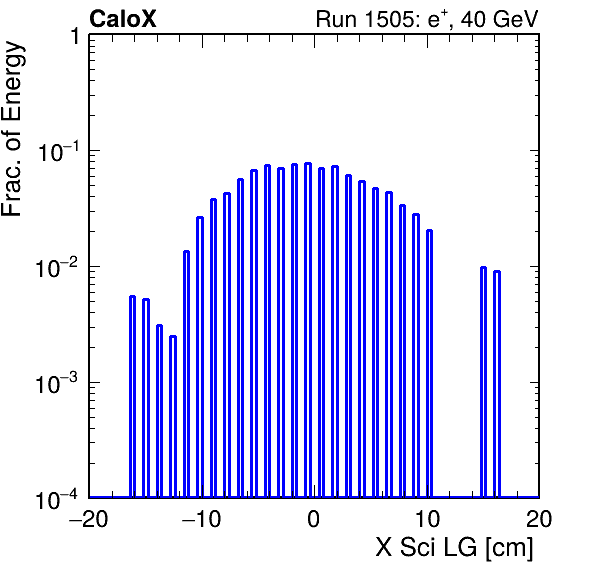 CaloX
Run 1505: e⁺, 40 GeV
Frac. of Energy
1
10⁻¹
10⁻²
10⁻³
10⁻⁴
−20
−10
0
10
20
X Sci LG [cm]